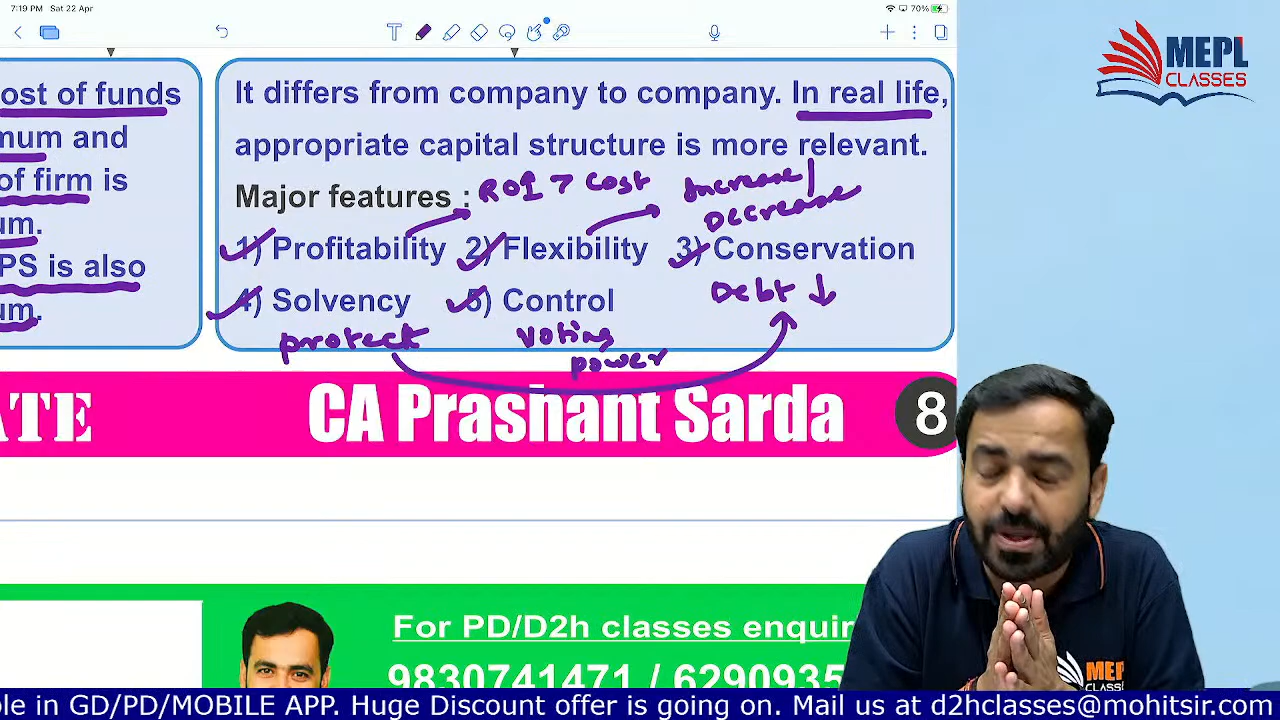 7:19 PM Sat 22 Apr
70%
MEPL
CLASSES
ost of funds
mum and
of firm is
um.
PS is also
um.
It differs from company to company. In real life,
appropriate capital structure is more relevant.
Major features : ROI > cost Increase/
Decrease
1) Profitability 2) Flexibility 3) Conservation
Debt ↓
4) Solvency 5) Control
protect voting
power
ATE CA Prashant Sarda 8
For PD/D2h classes enquir
9830741471 / 6290935
MEPL
CLASSES
ple in GD/PD/MOBILE APP. Huge Discount offer is going on. Mail us at d2hclasses@mohitsir.com